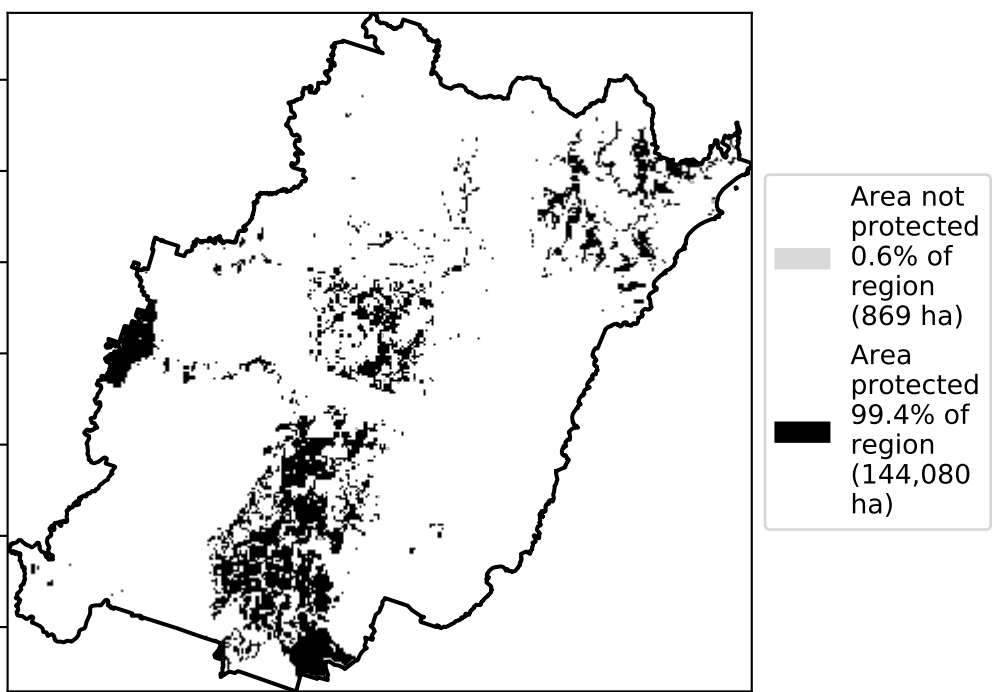 Area not
protected
0.6% of
region
(869 ha)
Area
protected
99.4% of
region
(144,080
ha)